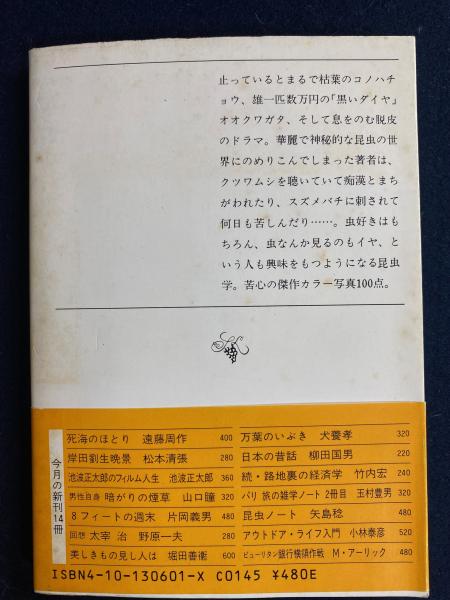 止っているとまるで枯葉のコノハチ
ョウ、雄一匹数万円の「黒いダイヤ」
オオクワガタ、そして息をのむ脱皮
のドラマ。華麗で神秘的な昆虫の世
界にのめりこんでしまった著者は、
クツワムシを聴いていて痴漢とまち
がわれたり、スズメバチに刺されて
何日も苦しんだり……。虫好きはも
ちろん、虫なんか見るのもイヤ、と
いう人も興味をもつようになる昆虫
学。苦心の傑作カラー写真100点。
今月の新刊14冊
死海のほとり 遠藤周作 400
岸田劉生晩景 松本清張 280
池波正太郎のフィルム人生 池波正太郎 360
男性自身 暗がりの煙草 山口瞳 320
8フィートの週末 片岡義男 480
回想 太宰 治 野原一夫 280
美しきもの見し人は 堀田善衞 600
万葉のいぶき 犬養孝 320
日本の昔話 柳田国男 220
続・路地裏の経済学 竹内宏 240
パリ 旅の雑学ノート2冊目 玉村豊男 320
昆虫ノート 矢島稔 480
アウトドア・ライフ入門 小林泰彦 520
ピューリタン銀行横領作戦 M・アーリック 480
ISBN4-10-130601-X C0145 ¥480E